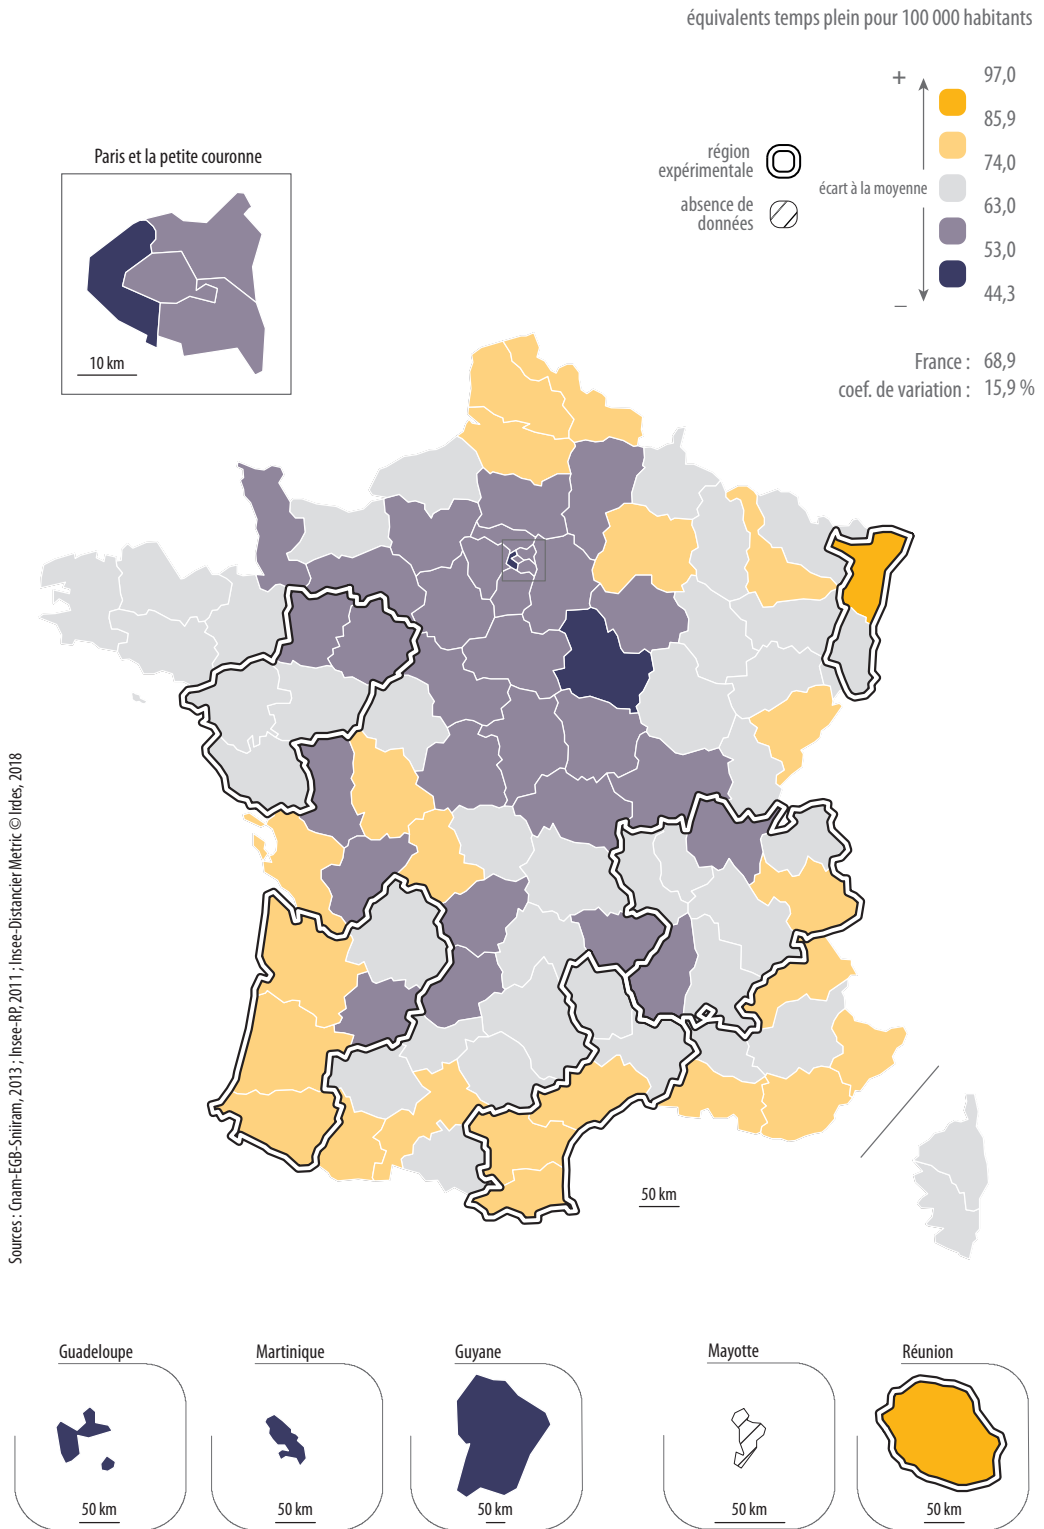 équivalents temps plein pour 100 000 habitants
+
97,0
85,9
74,0
63,0
53,0
44,3
–
écart à la moyenne
région
expérimentale
absence de
données
France : 68,9
coef. de variation : 15,9 %
Paris et la petite couronne
10 km
50 km
Sources : Cnam-EGB-Sniiram, 2013 ; Insee-RP, 2011 ; Insee-Distancier Metric © Irdes, 2018
Guadeloupe
50 km
Martinique
50 km
Guyane
50 km
Mayotte
50 km
Réunion
50 km